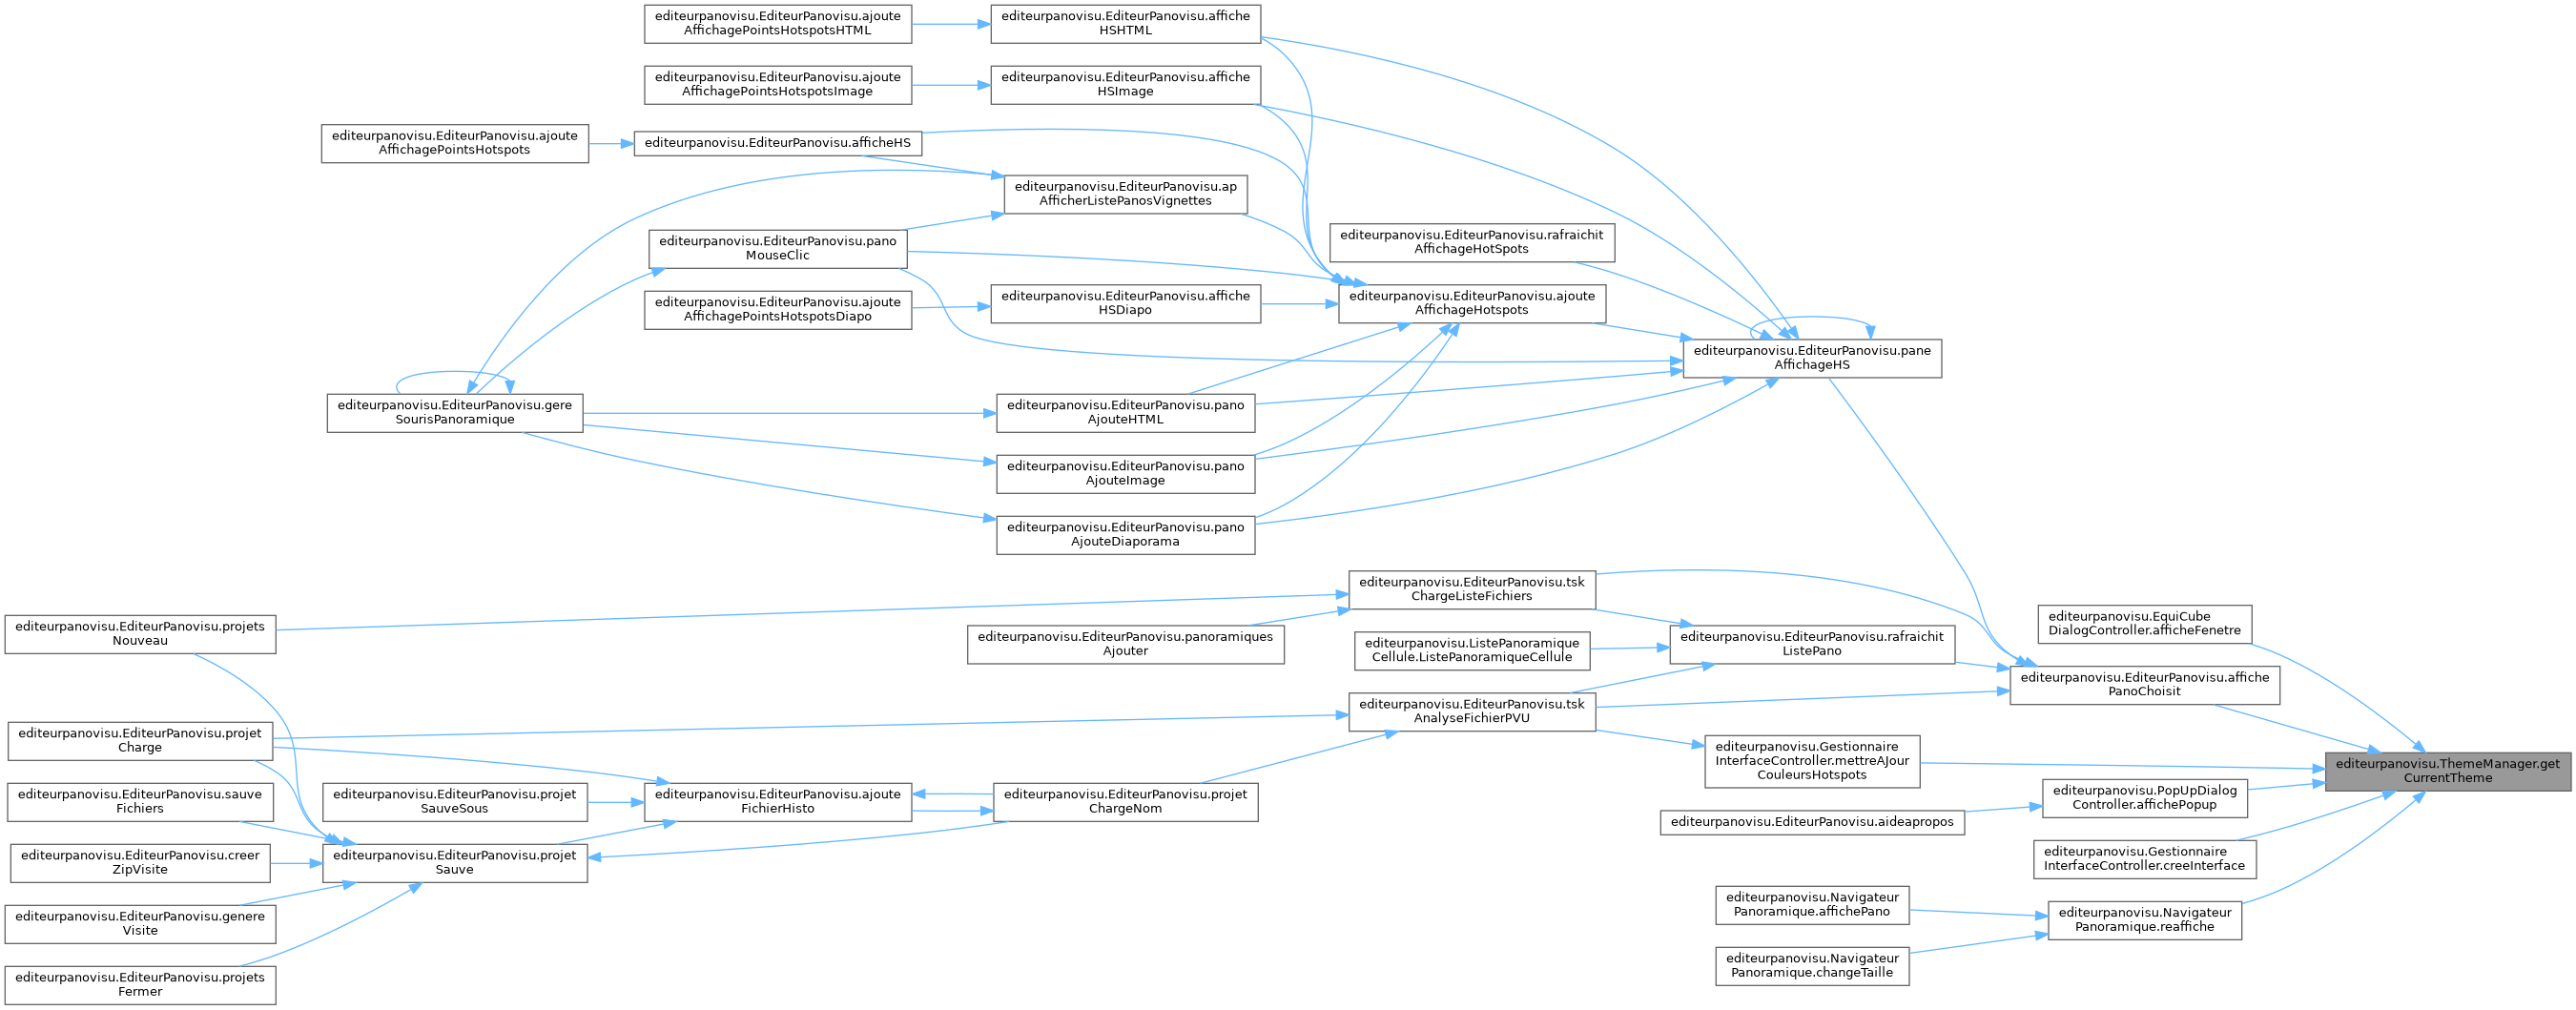 editeurpanovisu.EditeurPanovisu.ajoute
AffichagePointsHotspotsHTML
editeurpanovisu.EditeurPanovisu.affiche
HSHTML
editeurpanovisu.EditeurPanovisu.ajoute
AffichagePointsHotspotsImage
editeurpanovisu.EditeurPanovisu.affiche
HSImage
editeurpanovisu.EditeurPanovisu.ajoute
AffichagePointsHotspots
editeurpanovisu.EditeurPanovisu.afficheHS
editeurpanovisu.EditeurPanovisu.ap
AfficherListePanosVignettes
editeurpanovisu.EditeurPanovisu.pano
MouseClic
editeurpanovisu.EditeurPanovisu.rafraichit
AffichageHotSpots
editeurpanovisu.EditeurPanovisu.ajoute
AffichagePointsHotspotsDiapo
editeurpanovisu.EditeurPanovisu.affiche
HSDiapo
editeurpanovisu.EditeurPanovisu.ajoute
AffichageHotspots
editeurpanovisu.EditeurPanovisu.pane
AffichageHS
editeurpanovisu.EditeurPanovisu.gere
SourisPanoramique
editeurpanovisu.EditeurPanovisu.pano
AjouteHTML
editeurpanovisu.EditeurPanovisu.pano
AjouteImage
editeurpanovisu.EditeurPanovisu.pano
AjouteDiaporama
editeurpanovisu.EditeurPanovisu.tsk
ChargeListeFichiers
editeurpanovisu.EditeurPanovisu.projets
Nouveau
editeurpanovisu.EditeurPanovisu.panoramiques
Ajouter
editeurpanovisu.ListePanoramique
Cellule.ListePanoramiqueCellule
editeurpanovisu.EditeurPanovisu.rafraichit
ListePano
editeurpanovisu.EquiCube
DialogController.afficheFenetre
editeurpanovisu.EditeurPanovisu.affiche
PanoChoisit
editeurpanovisu.EditeurPanovisu.tsk
AnalyseFichierPVU
editeurpanovisu.EditeurPanovisu.projet
Charge
editeurpanovisu.Gestionnaire
InterfaceController.mettreAJour
CouleursHotspots
editeurpanovisu.ThemeManager.get
CurrentTheme
editeurpanovisu.EditeurPanovisu.sauve
Fichiers
editeurpanovisu.EditeurPanovisu.projet
SauveSous
editeurpanovisu.EditeurPanovisu.ajoute
FichierHisto
editeurpanovisu.EditeurPanovisu.projet
ChargeNom
editeurpanovisu.PopUpDialog
Controller.affichePopup
editeurpanovisu.EditeurPanovisu.aideapropos
editeurpanovisu.EditeurPanovisu.creer
ZipVisite
editeurpanovisu.EditeurPanovisu.projet
Sauve
editeurpanovisu.Gestionnaire
InterfaceController.creeInterface
editeurpanovisu.EditeurPanovisu.genere
Visite
editeurpanovisu.Navigateur
Panoramique.affichePano
editeurpanovisu.Navigateur
Panoramique.reaffiche
editeurpanovisu.EditeurPanovisu.projets
Fermer
editeurpanovisu.Navigateur
Panoramique.changeTaille